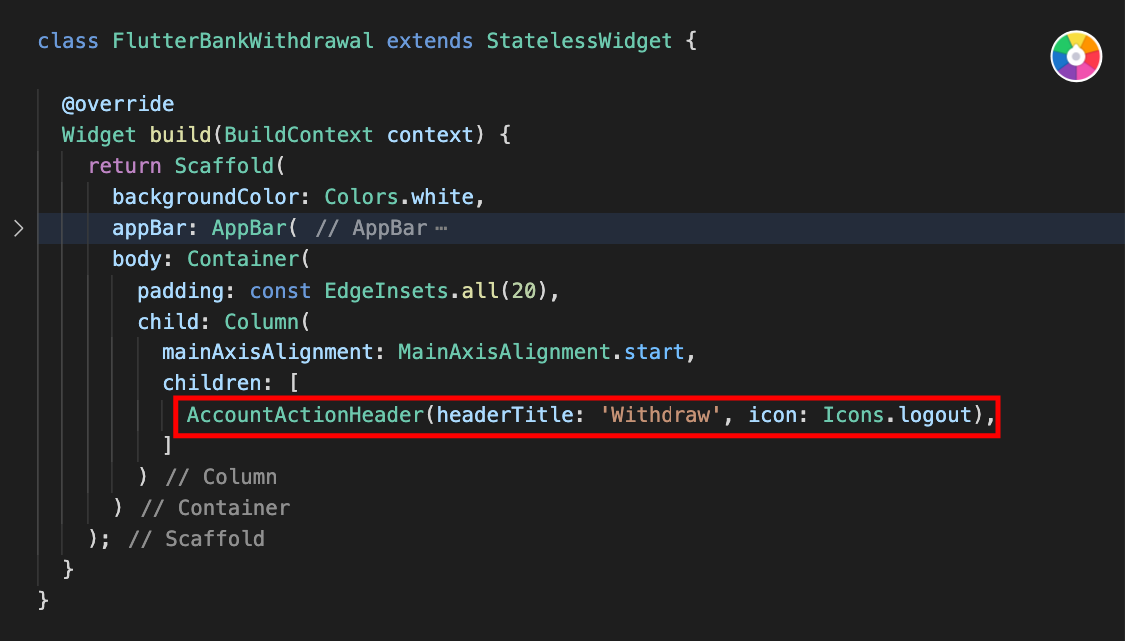 class FlutterBankWithdrawal extends StatelessWidget {
@override
Widget build(BuildContext context) {
return Scaffold(
backgroundColor: Colors.white,
appBar: AppBar( // AppBar ⋯
body: Container(
padding: const EdgeInsets.all(20),
child: Column(
mainAxisAlignment: MainAxisAlignment.start,
children: [
AccountActionHeader(headerTitle: 'Withdraw', icon: Icons.logout),
]
) // Column
) // Container
); // Scaffold
}
}